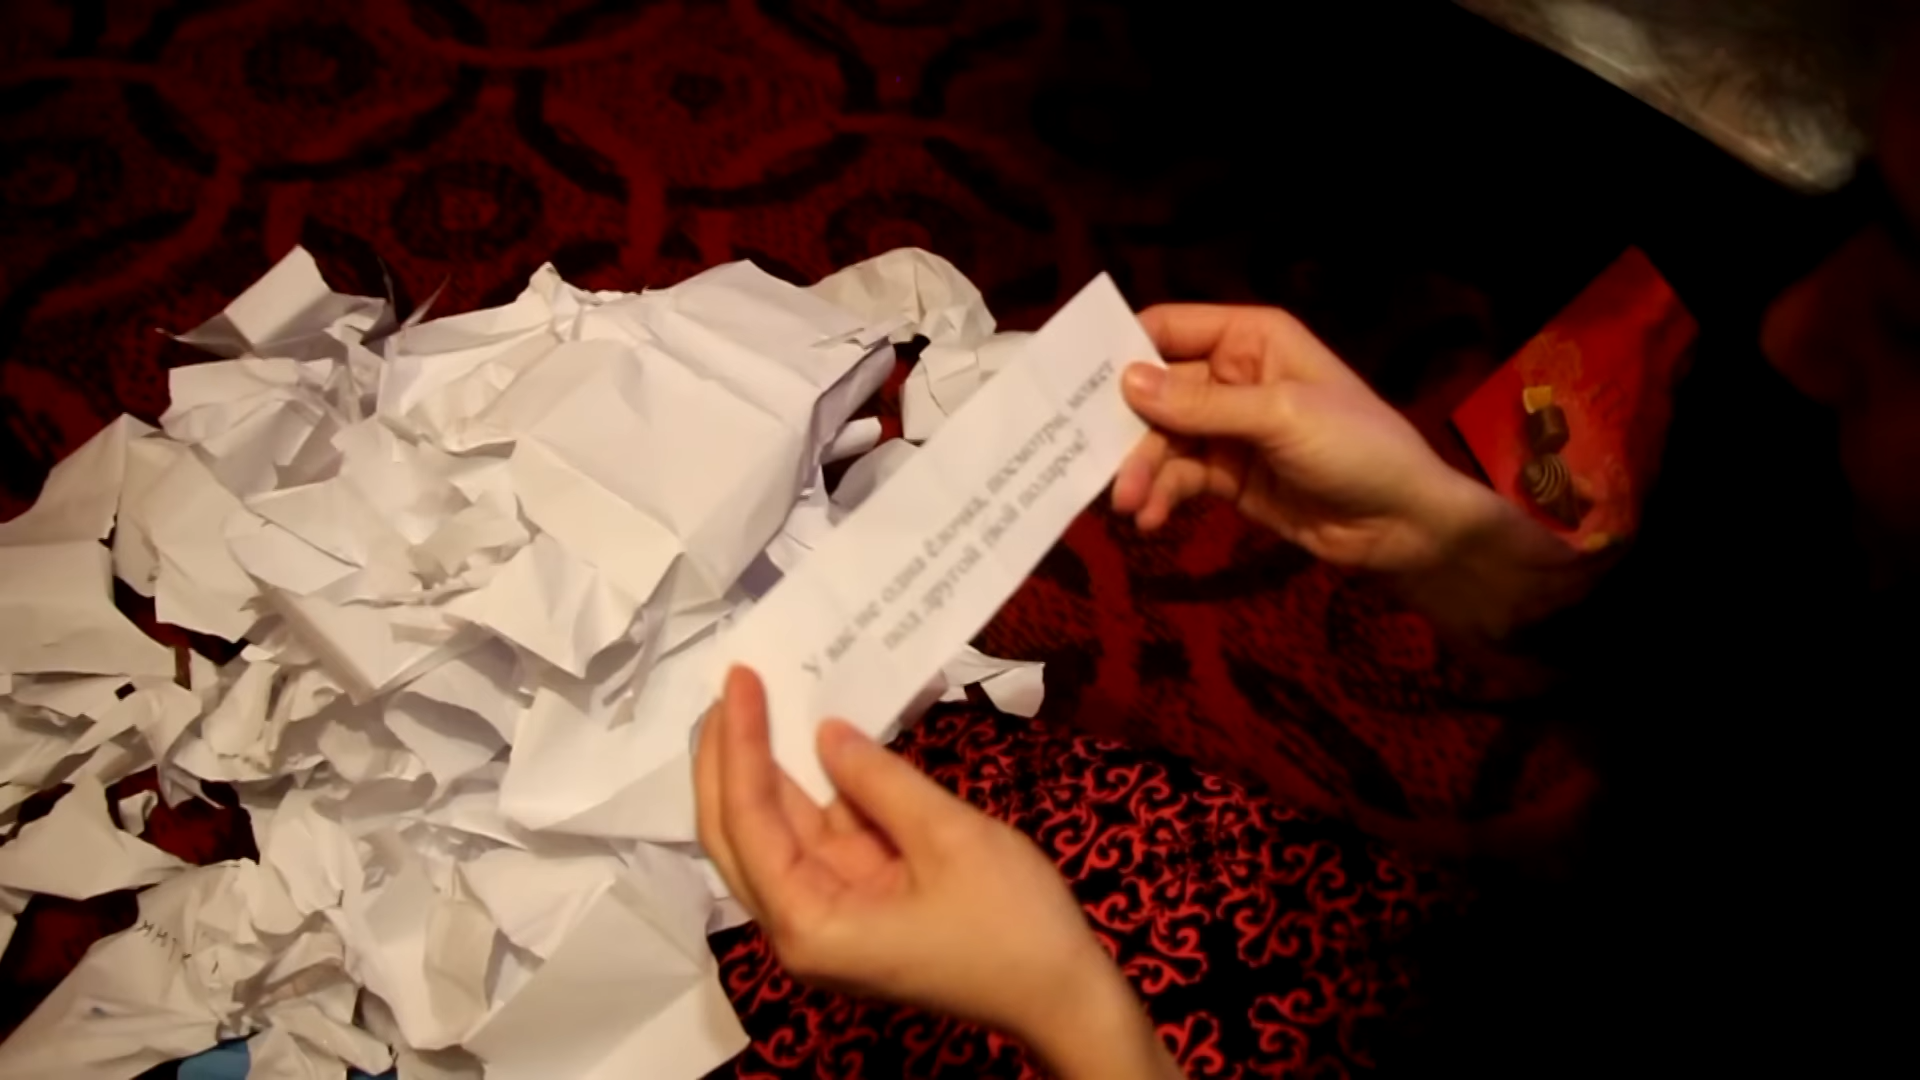 У вас не одна ёлочка, посмотри, может
под другой твой подарок!